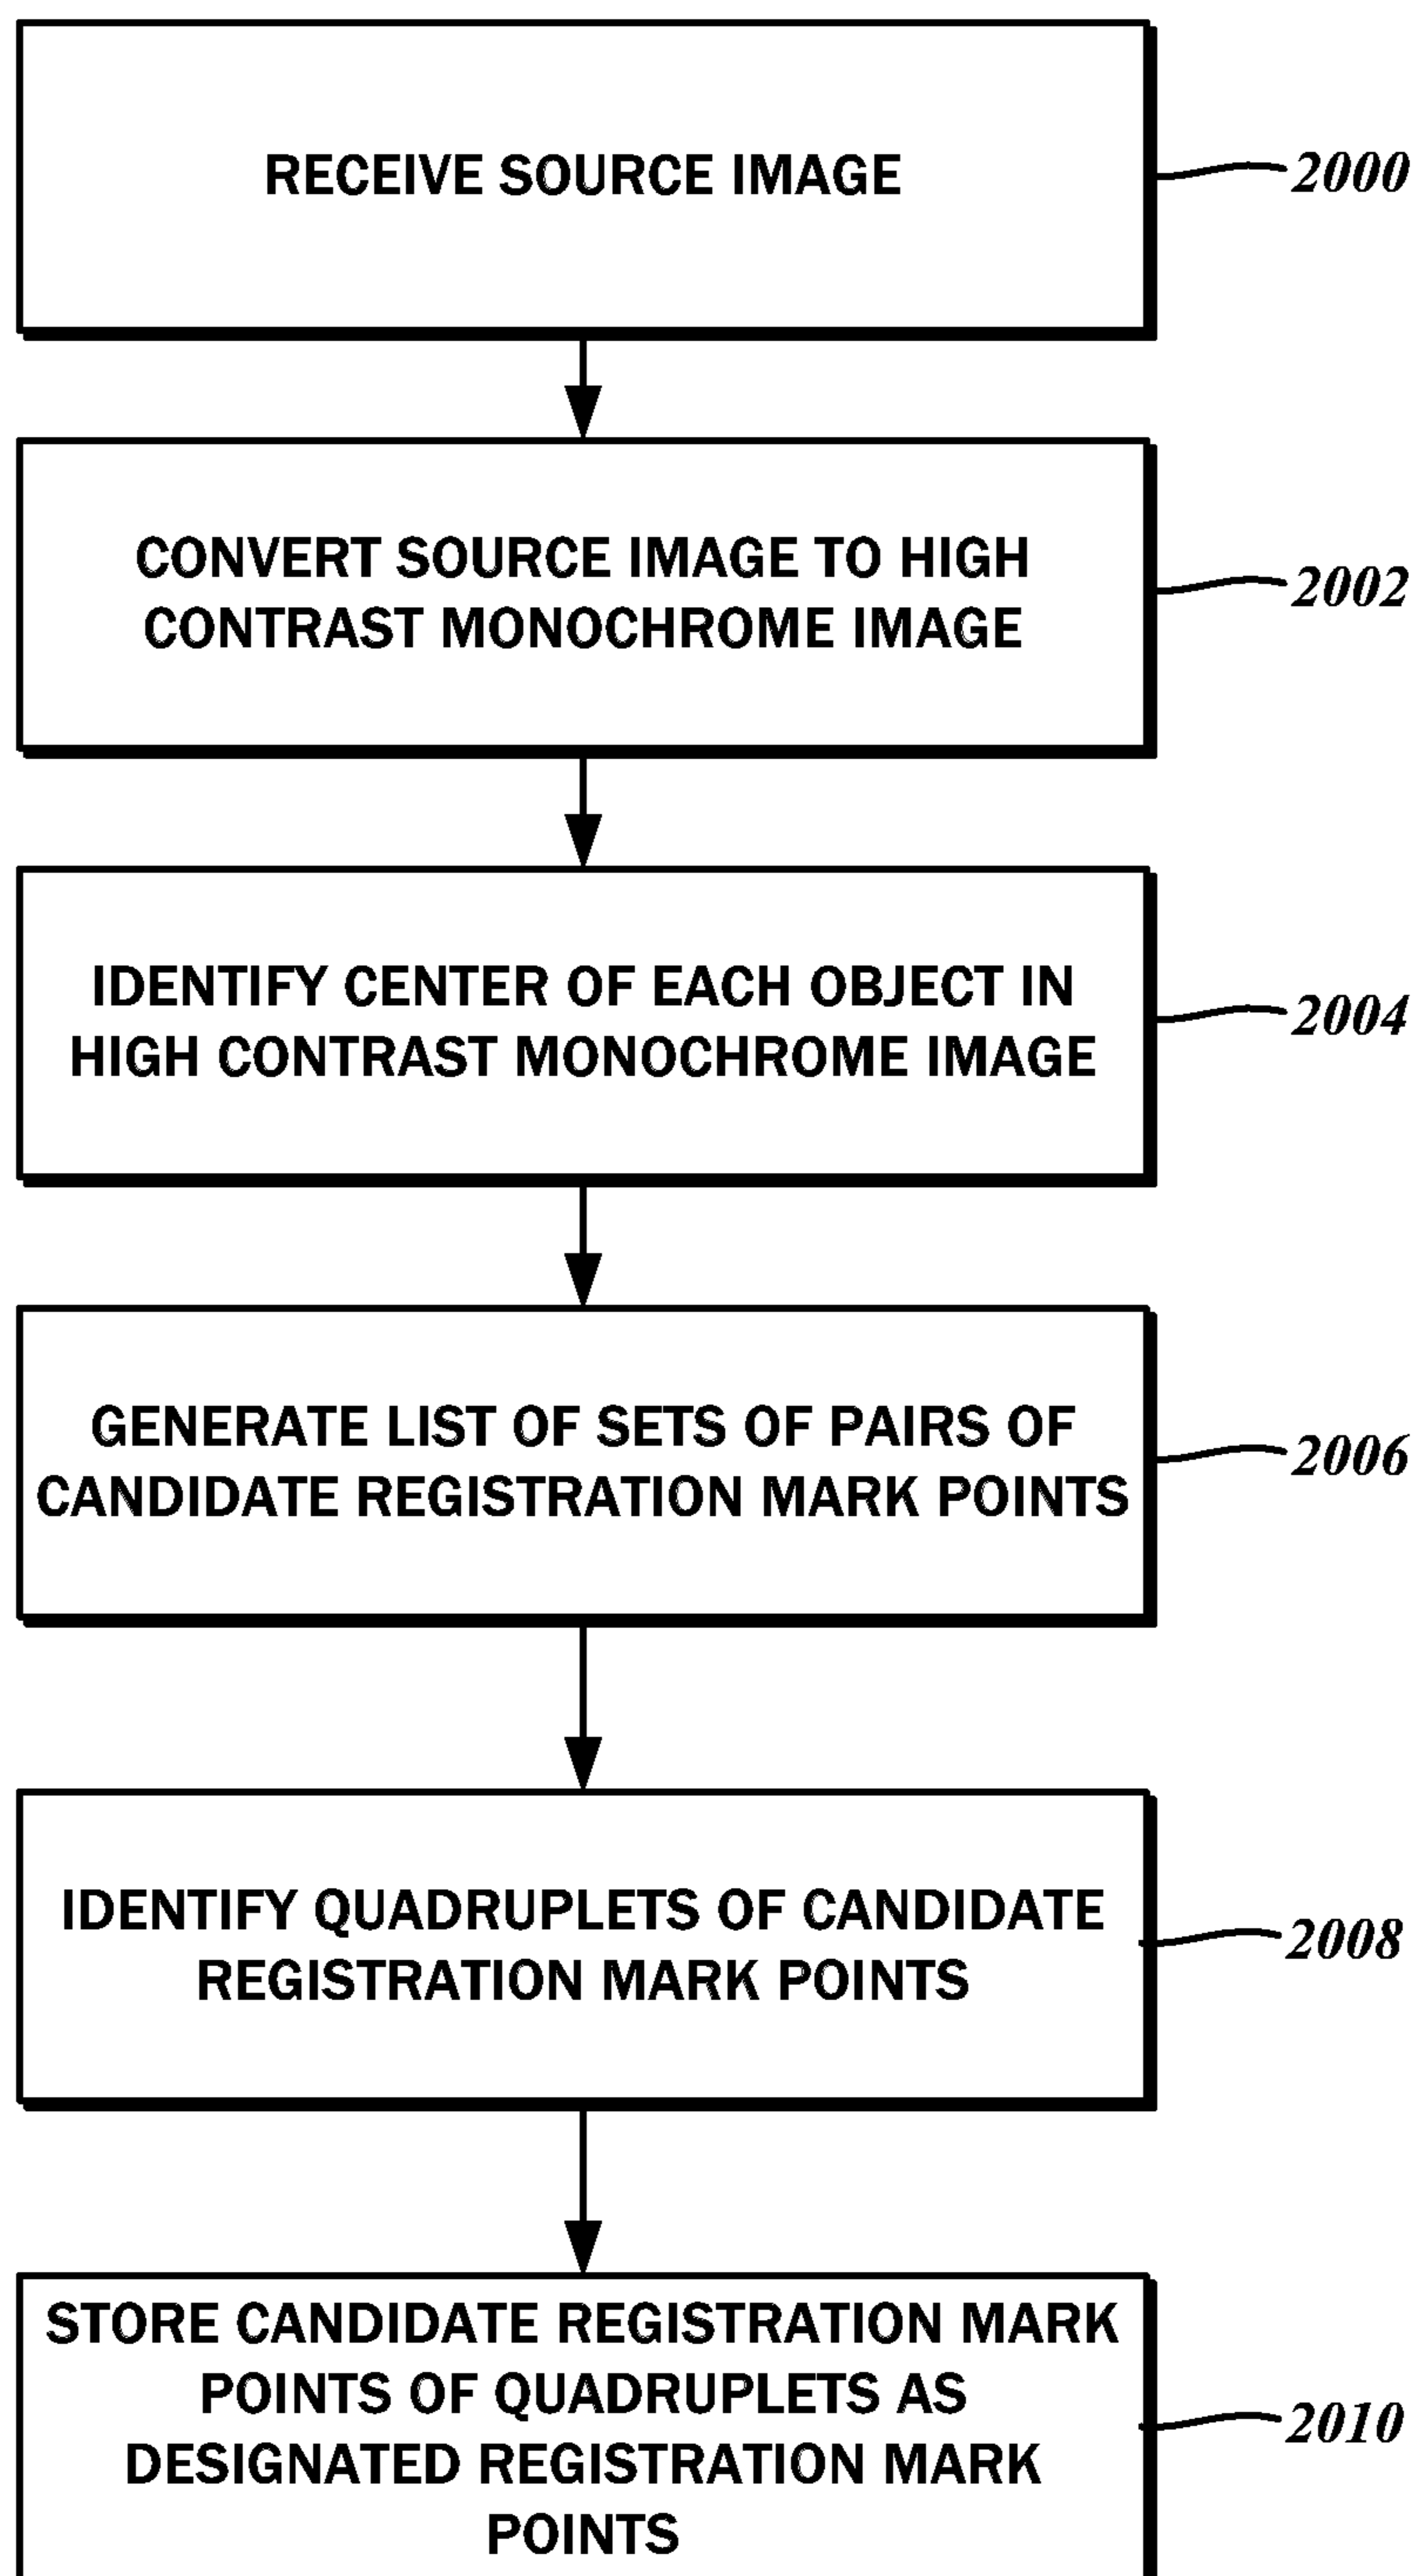 RECEIVE SOURCE IMAGE
2000
CONVERT SOURCE IMAGE TO HIGH
CONTRAST MONOCHROME IMAGE
2002
IDENTIFY CENTER OF EACH OBJECT IN
HIGH CONTRAST MONOCHROME IMAGE
2004
GENERATE LIST OF SETS OF PAIRS OF
CANDIDATE REGISTRATION MARK POINTS
2006
IDENTIFY QUADRUPLETS OF CANDIDATE
REGISTRATION MARK POINTS
2008
STORE CANDIDATE REGISTRATION MARK
POINTS OF QUADRUPLETS AS
DESIGNATED REGISTRATION MARK
POINTS
2010